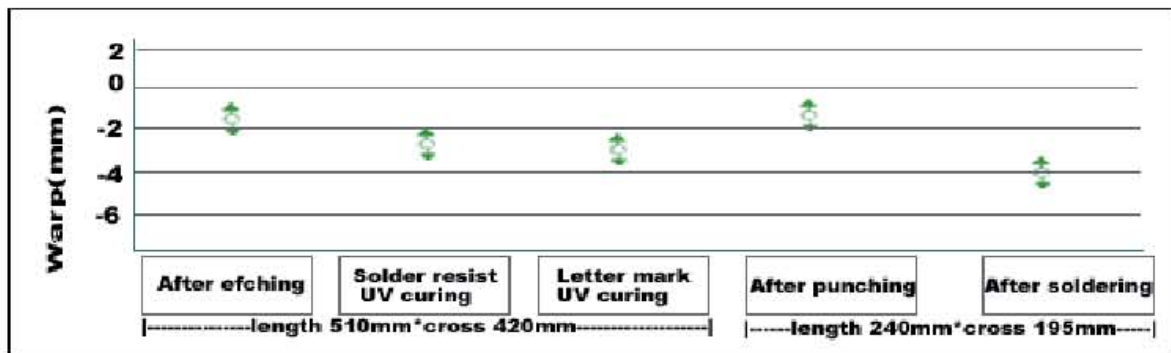 Warp(mm)
2
0
-2
-4
-6
After efching
Solder resist
UV curing
Letter mark
UV curing
After punching
After soldering
|---------------length 510mm*cross 420mm-------------------|
|------length 240mm*cross 195mm-----|